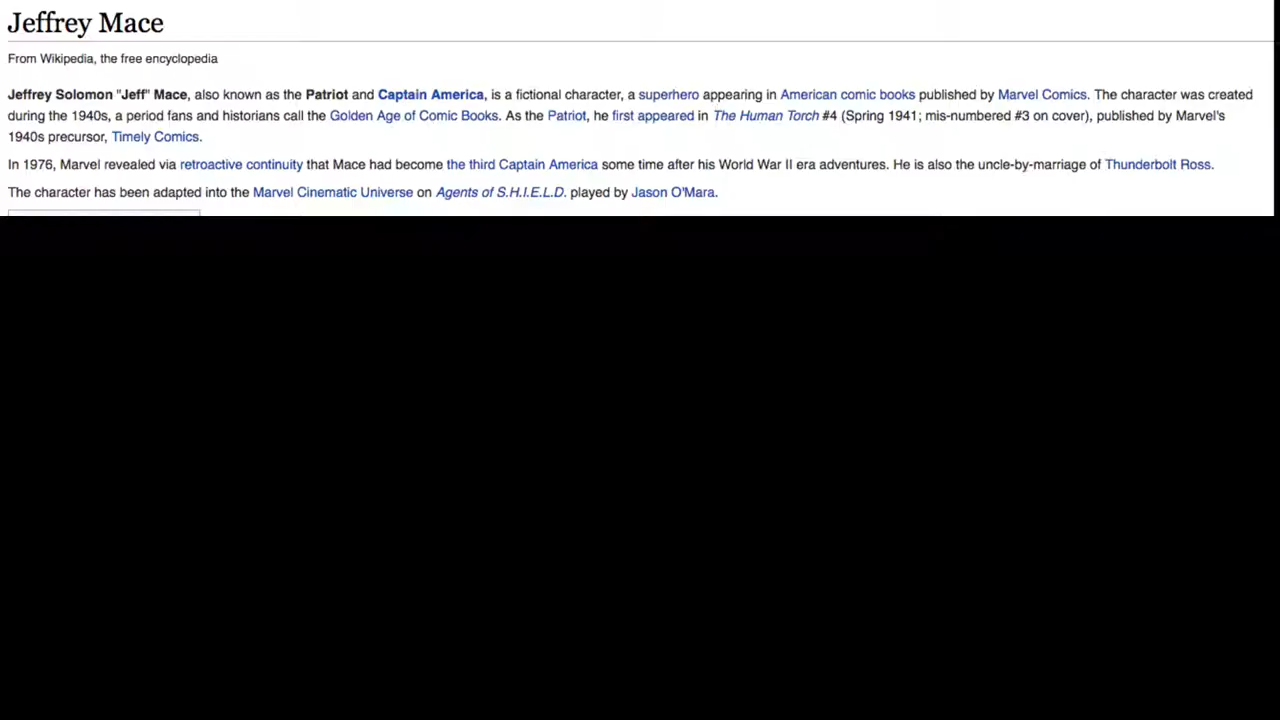 Jeffrey Mace
From Wikipedia, the free encyclopedia
Jeffrey Solomon "Jeff" Mace, also known as the Patriot and Captain America, is a fictional character, a superhero appearing in American comic books published by Marvel Comics. The character was created
during the 1940s, a period fans and historians call the Golden Age of Comic Books. As the Patriot, he first appeared in The Human Torch #4 (Spring 1941; mis-numbered #3 on cover), published by Marvel's
1940s precursor, Timely Comics.
In 1976, Marvel revealed via retroactive continuity that Mace had become the third Captain America some time after his World War II era adventures. He is also the uncle-by-marriage of Thunderbolt Ross.
The character has been adapted into the Marvel Cinematic Universe on Agents of S.H.I.E.L.D. played by Jason O'Mara.